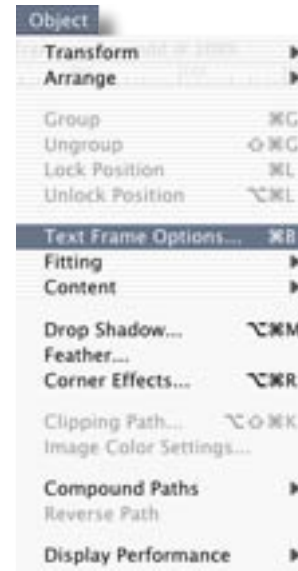 Object
Transform
Arrange
Group ⌘G
Ungroup ⇧⌘G
Lock Position ⌘L
Unlock Position ⌥⌘L
Text Frame Options... ⌘B
Fitting
Content
Drop Shadow... ⌥⌘M
Feather...
Corner Effects... ⌥⌘R
Clipping Path... ⌥⇧⌘K
Image Color Settings...
Compound Paths
Reverse Path
Display Performance